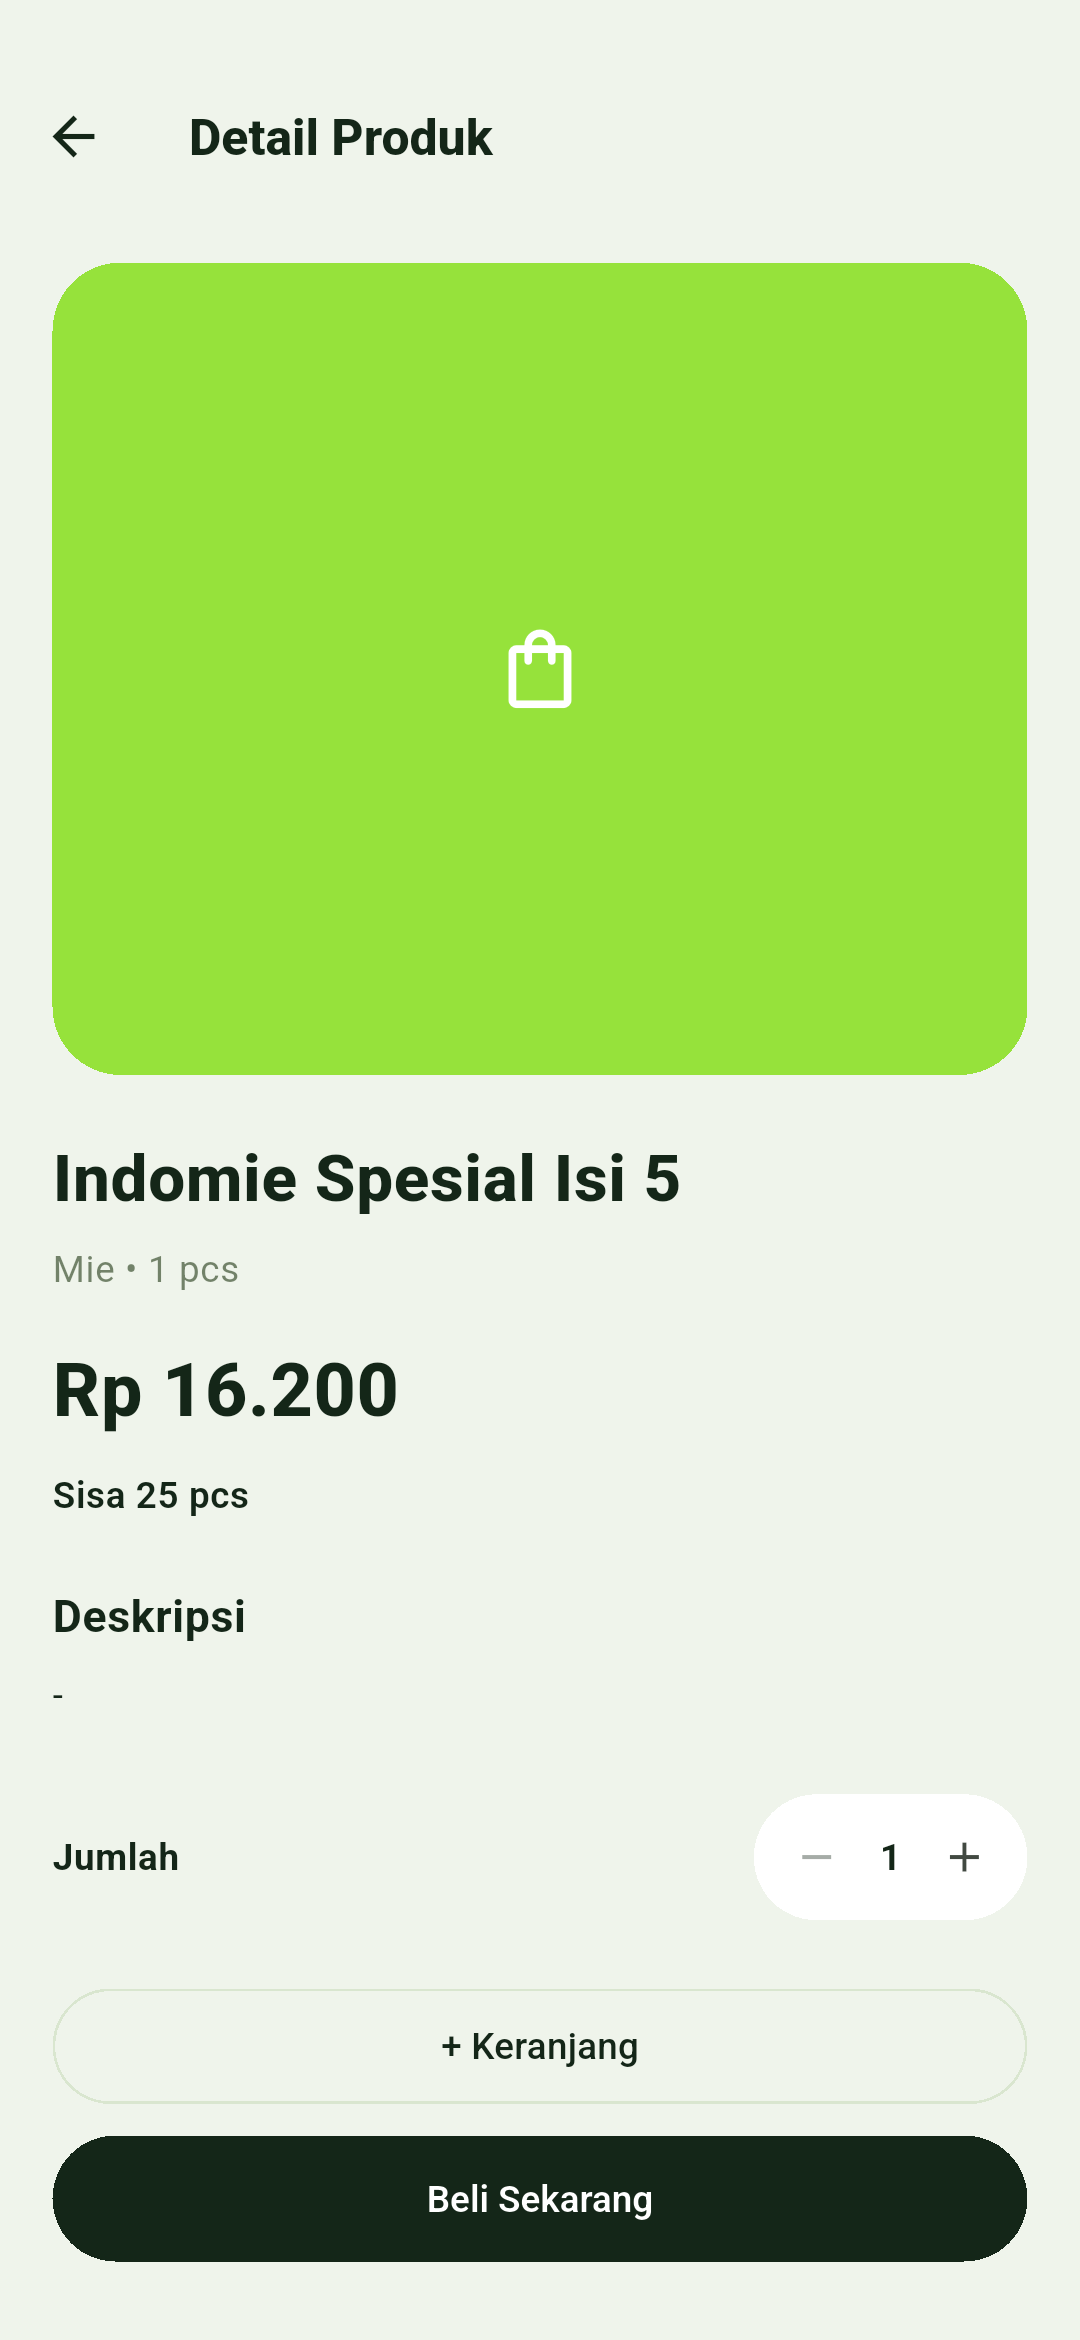 Detail Produk
Indomie Spesial Isi 5
Mie • 1 pcs
Rp 16.200
Sisa 25 pcs
Deskripsi
-
Jumlah
1
+ Keranjang
Beli Sekarang